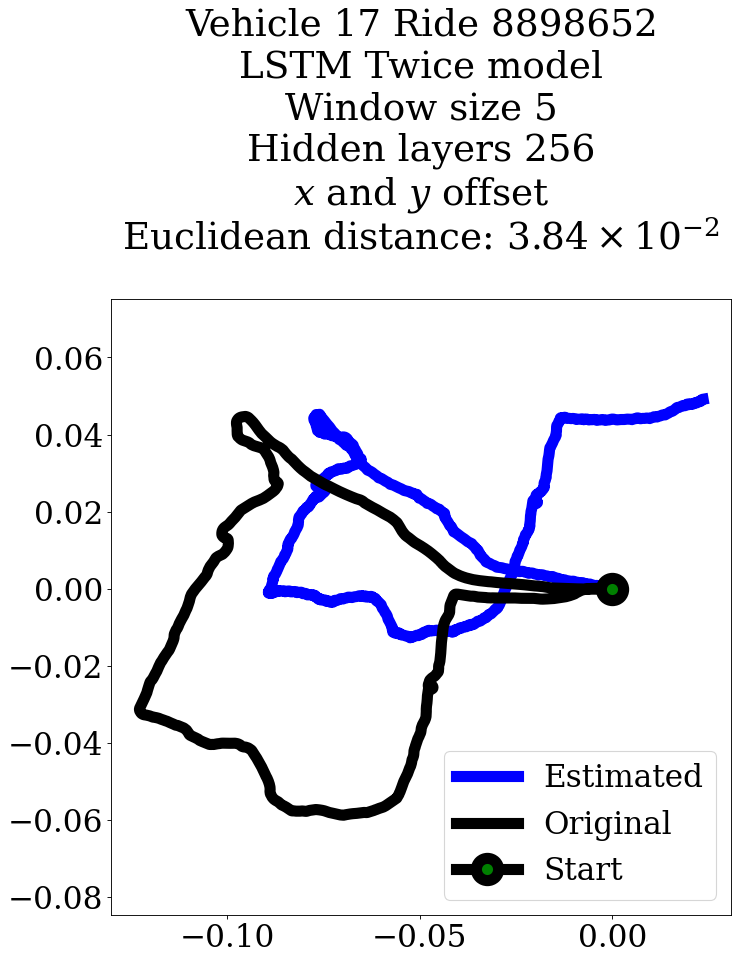 Vehicle 17 Ride 8898652
LSTM Twice model
Window size 5
Hidden layers 256
x and y offset
Euclidean distance: 3.84 × 10⁻²
0.06
0.04
0.02
0.00
−0.02
−0.04
−0.06
−0.08
Estimated
Original
Start
−0.10 −0.05 0.00